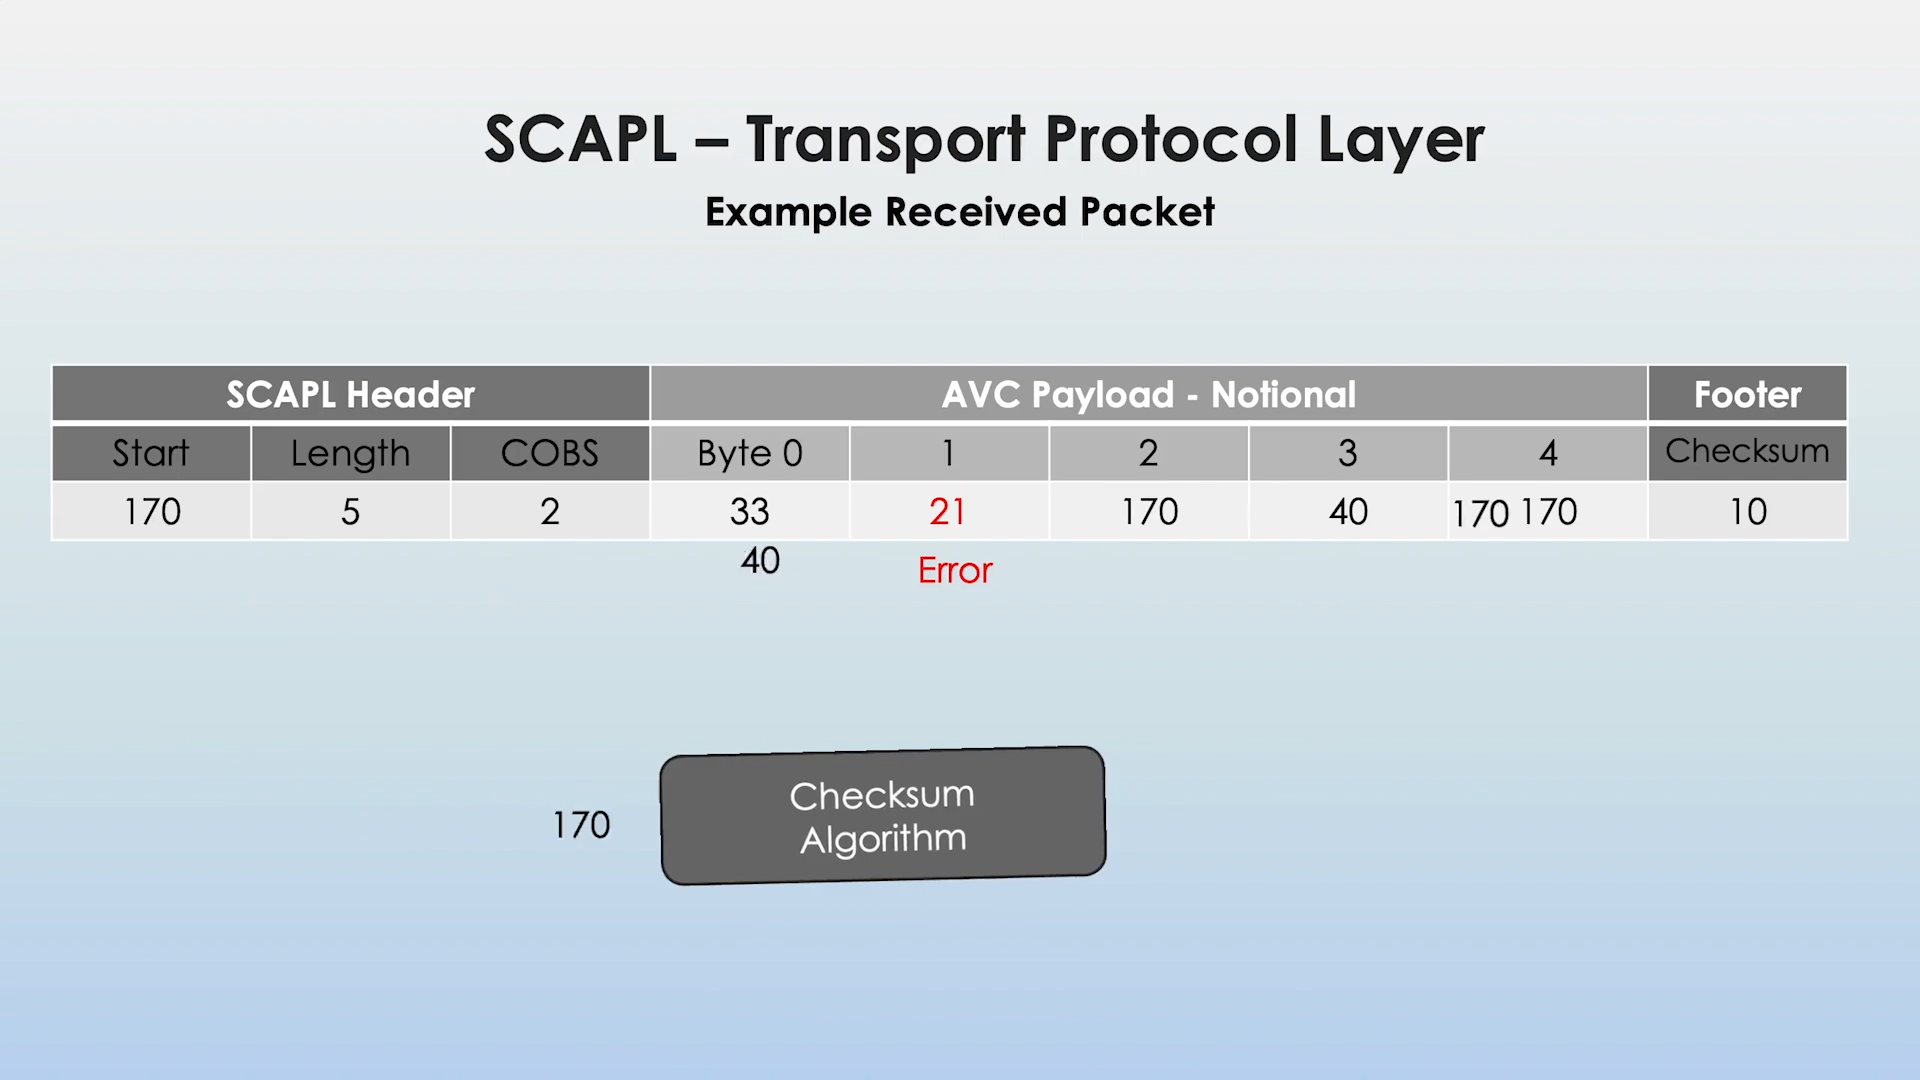 SCAPL – Transport Protocol Layer
Example Received Packet
SCAPL Header AVC Payload - Notional Footer
Start Length COBS Byte 0 1 2 3 4 Checksum
170 5 2 33 21 170 40 170 170 10
40 Error
170
Checksum
Algorithm